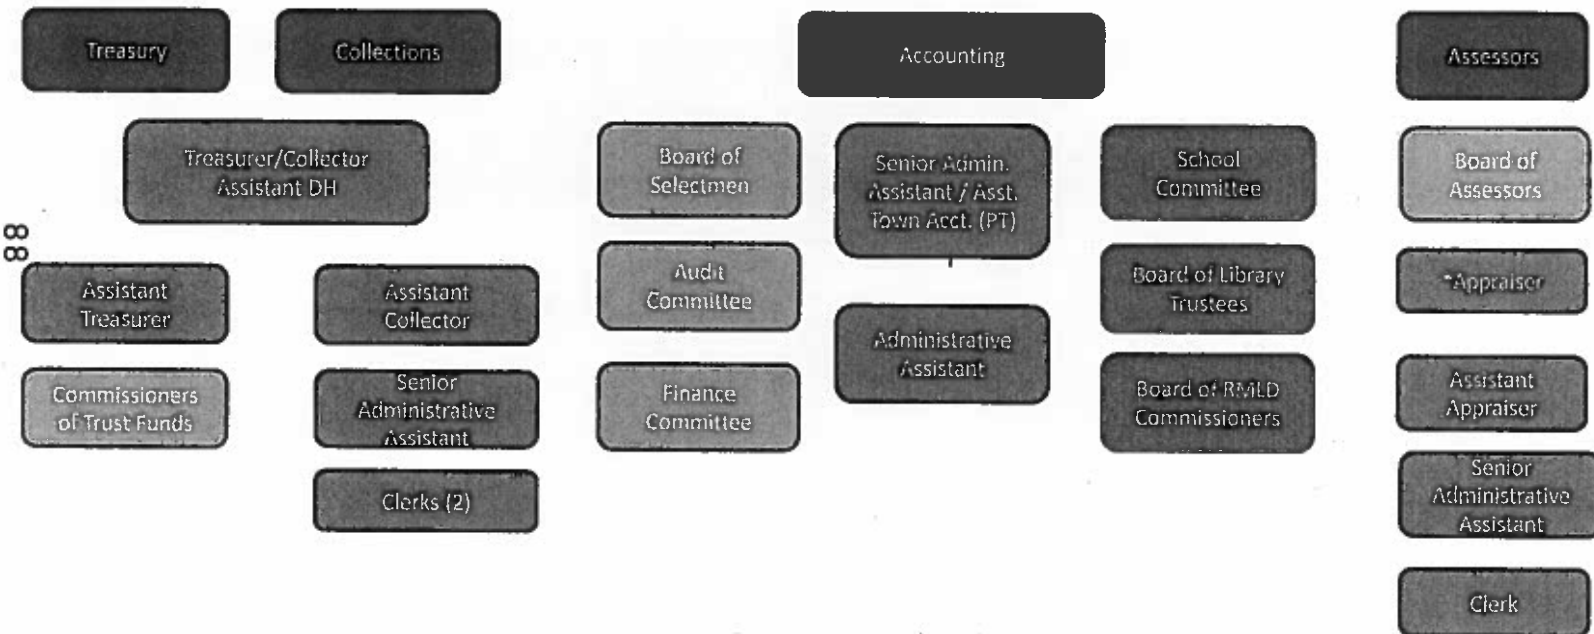 Treasury
Collections
Accounting
Assessors
Treasurer/Collector
Assistant DH
Board of
Selectmen
Senior Admin.
Assistant / Asst.
Town Acct. (PT)
School
Committee
Board of
Assessors
88
Assistant
Treasurer
Assistant
Collector
Audit
Committee
Board of Library
Trustees
*Appraiser
Administrative
Assistant
Commissioners
of Trust Funds
Senior
Administrative
Assistant
Finance
Committee
Board of RMLD
Commissioners
Assistant
Appraiser
Clerks (2)
Senior
Administrative
Assistant
Clerk